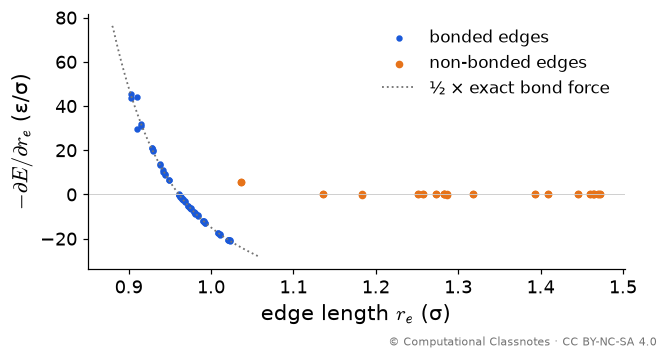 80
60
40
20
0
−20
−∂E/∂rₑ (ε/σ)
bonded edges
non-bonded edges
½ × exact bond force
0.9 1.0 1.1 1.2 1.3 1.4 1.5
edge length rₑ (σ)
© Computational Classnotes · CC BY-NC-SA 4.0